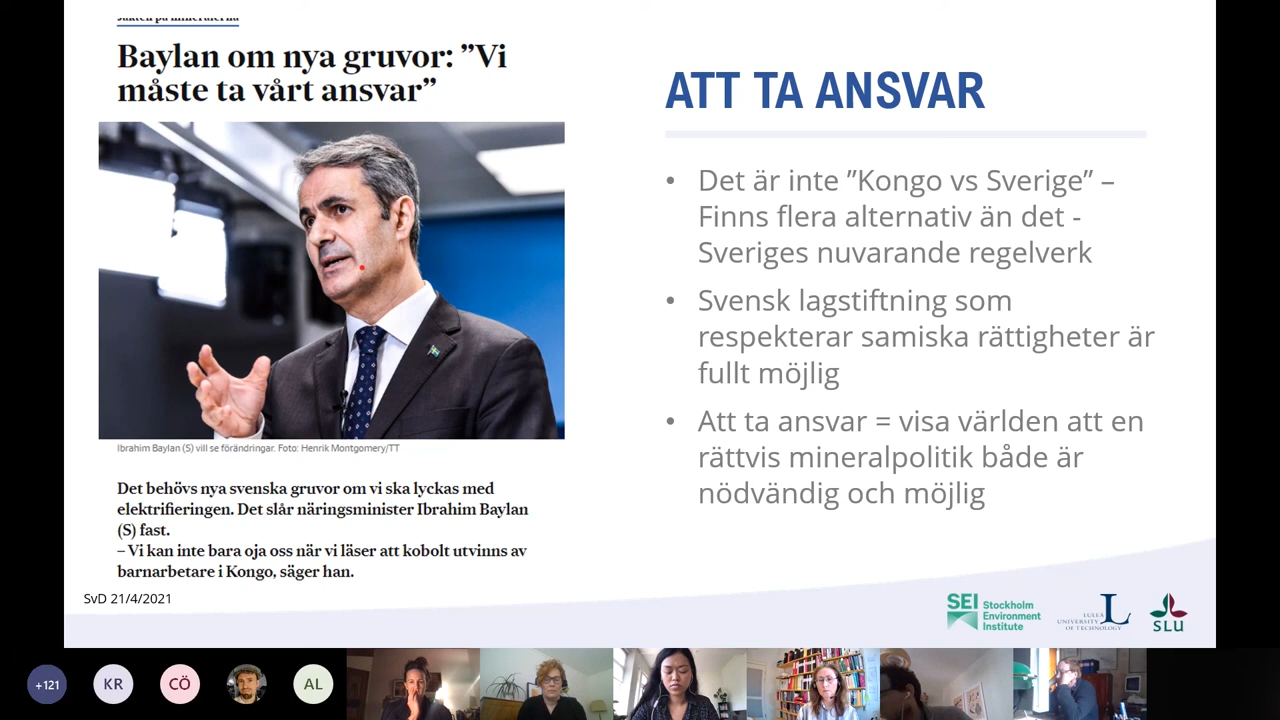 Jakten på mineralerna
Baylan om nya gruvor: ”Vi
måste ta vårt ansvar”
Ibrahim Baylan (S) vill se förändringar. Foto: Henrik Montgomery/TT
Det behövs nya svenska gruvor om vi ska lyckas med
elektrifieringen. Det slår näringsminister Ibrahim Baylan
(S) fast.
– Vi kan inte bara oja oss när vi läser att kobolt utvinns av
barnarbetare i Kongo, säger han.
SvD 21/4/2021
ATT TA ANSVAR
• Det är inte ”Kongo vs Sverige” –
Finns flera alternativ än det -
Sveriges nuvarande regelverk
• Svensk lagstiftning som
respekterar samiska rättigheter är
fullt möjlig
• Att ta ansvar = visa världen att en
rättvis mineralpolitik både är
nödvändig och möjlig
SEI Stockholm
Environment
Institute
LULEÅ
UNIVERSITY
OF TECHNOLOGY
L
SLU
+121
KR
CÖ
AL